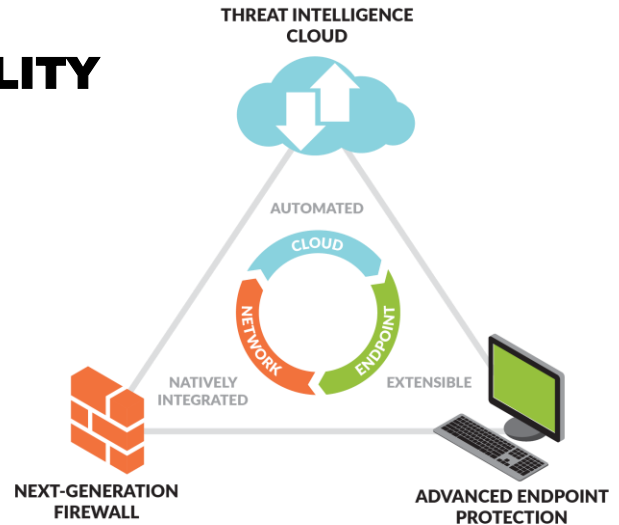 THREAT INTELLIGENCE
CLOUD
LITY
AUTOMATED
CLOUD
NETWORK
ENDPOINT
NATIVELY
INTEGRATED
EXTENSIBLE
NEXT-GENERATION
FIREWALL
ADVANCED ENDPOINT
PROTECTION